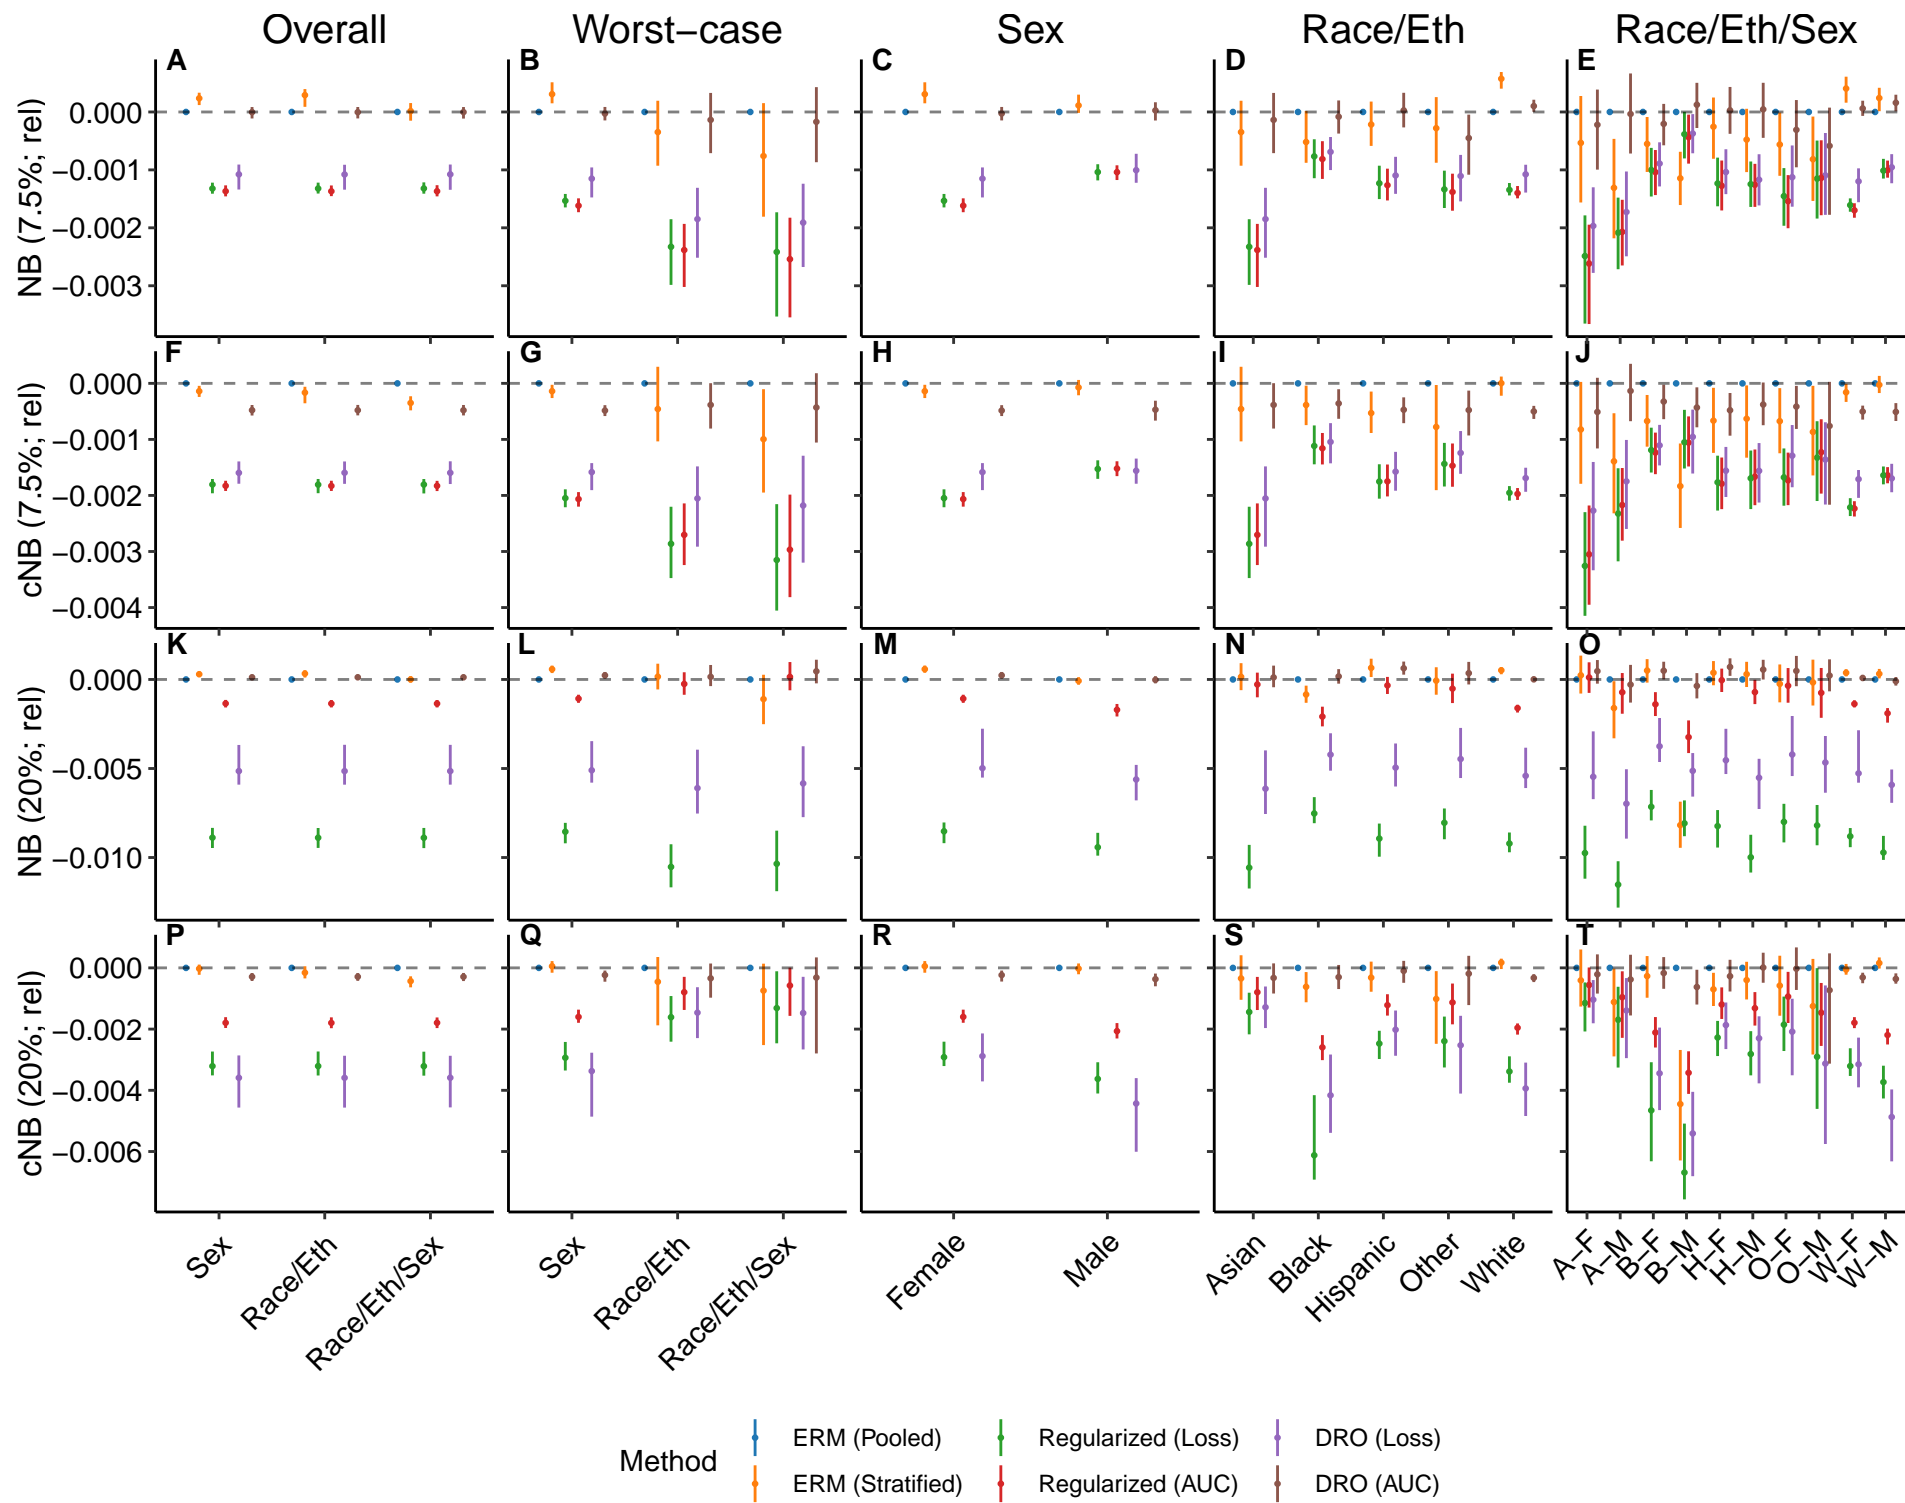 Overall Worst−case Sex Race/Eth Race/Eth/Sex
A B C D E
NB (7.5%; rel)
0.000
−0.001
−0.002
−0.003
F G H I J
cNB (7.5%; rel)
0.000
−0.001
−0.002
−0.003
−0.004
K L M N O
NB (20%; rel)
0.000
−0.005
−0.010
P Q R S T
cNB (20%; rel)
0.000
−0.002
−0.004
−0.006
Sex Race/Eth Race/Eth/Sex Sex Race/Eth Race/Eth/Sex Female Male Asian Black Hispanic Other White A−F A−M B−F B−M H−F H−M O−F O−M W−F W−M
Method
ERM (Pooled) Regularized (Loss) DRO (Loss)
ERM (Stratified) Regularized (AUC) DRO (AUC)